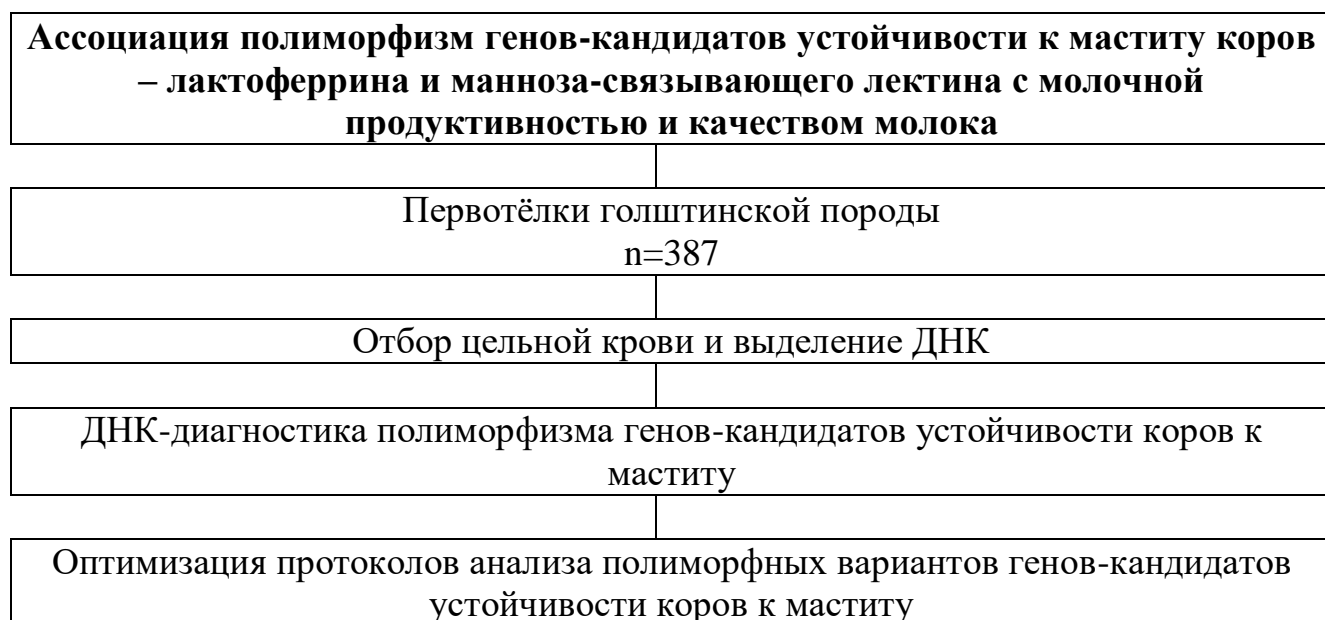 Ассоциация полиморфизм генов-кандидатов устойчивости к маститу коров
– лактоферрина и манноза-связывающего лектина с молочной
продуктивностью и качеством молока
Первотёлки голштинской породы
n=387
Отбор цельной крови и выделение ДНК
ДНК-диагностика полиморфизма генов-кандидатов устойчивости коров к
маститу
Оптимизация протоколов анализа полиморфных вариантов генов-кандидатов
устойчивости коров к маститу